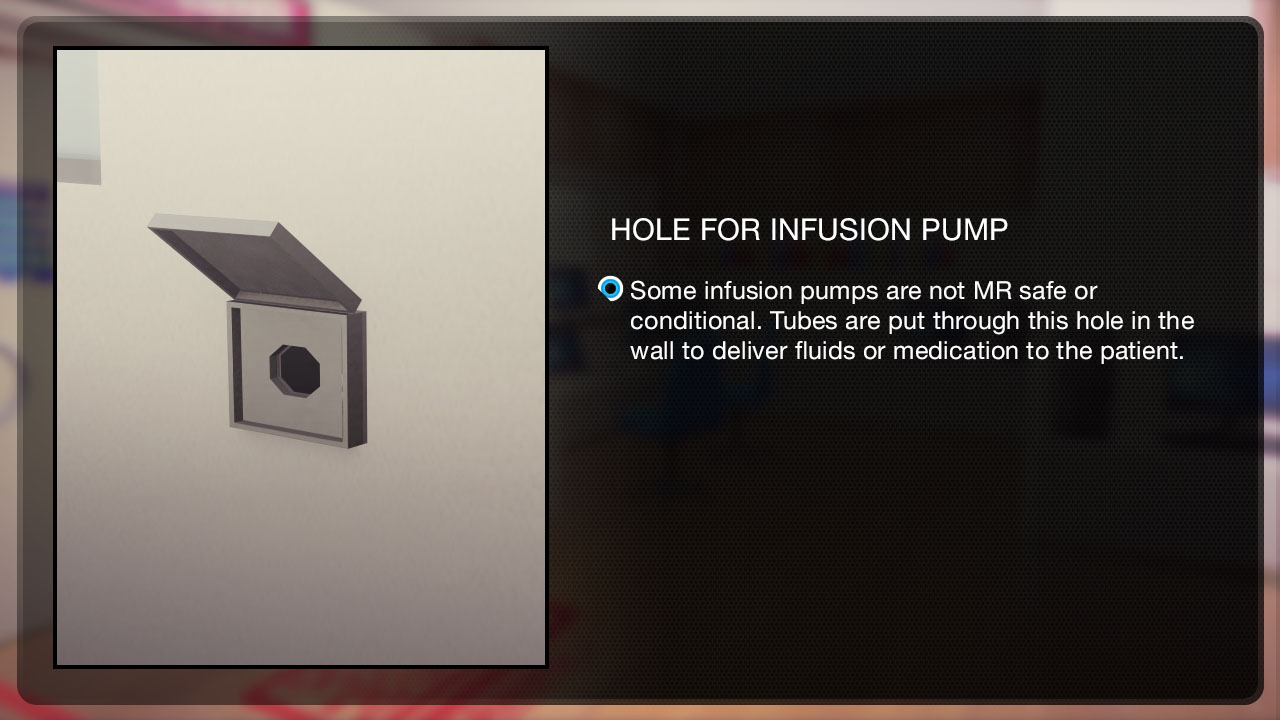 HOLE FOR INFUSION PUMP
Some infusion pumps are not MR safe or
conditional. Tubes are put through this hole in the
wall to deliver fluids or medication to the patient.